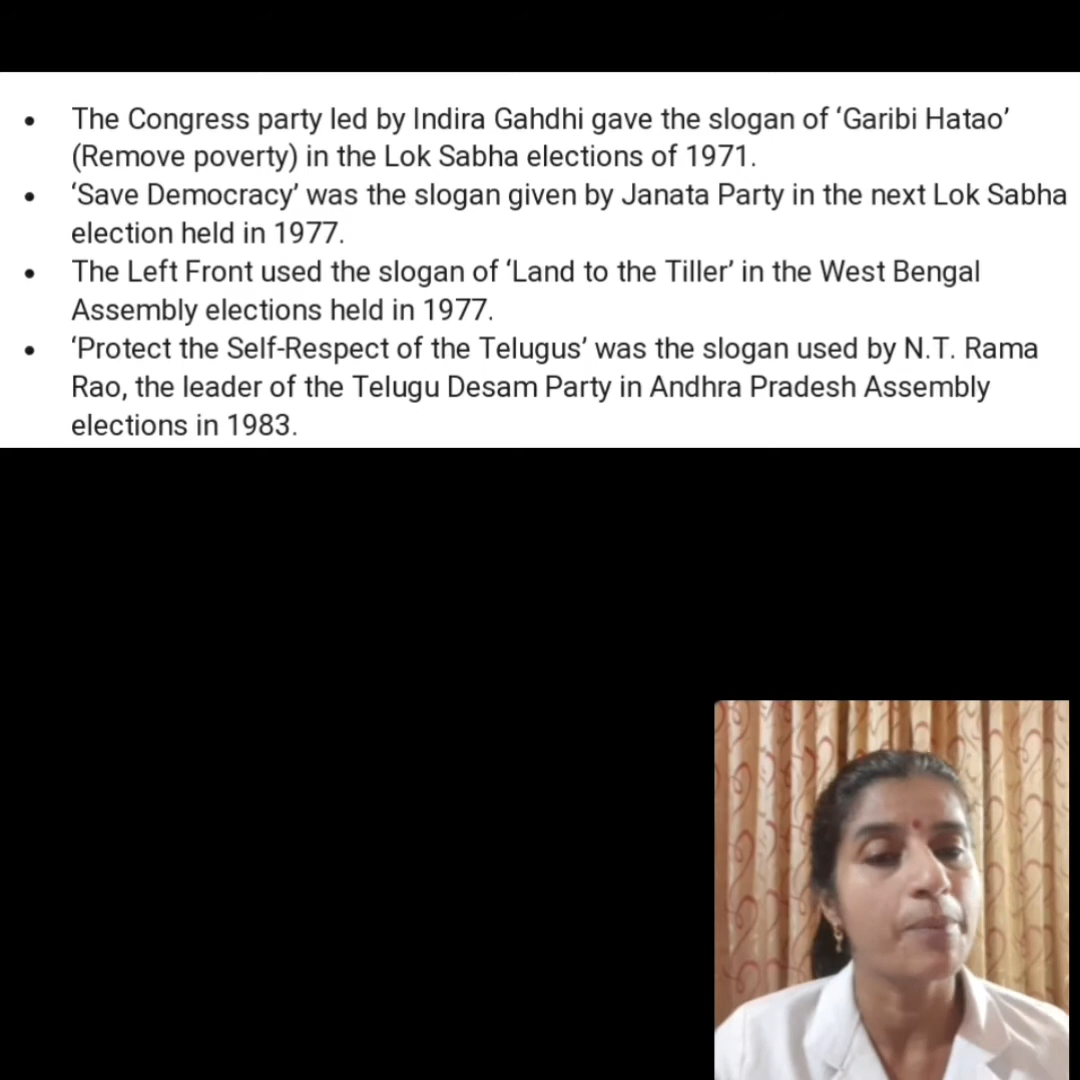 • The Congress party led by Indira Gahdhi gave the slogan of ‘Garibi Hatao’
(Remove poverty) in the Lok Sabha elections of 1971.
• ‘Save Democracy’ was the slogan given by Janata Party in the next Lok Sabha
election held in 1977.
• The Left Front used the slogan of ‘Land to the Tiller’ in the West Bengal
Assembly elections held in 1977.
• ‘Protect the Self-Respect of the Telugus’ was the slogan used by N.T. Rama
Rao, the leader of the Telugu Desam Party in Andhra Pradesh Assembly
elections in 1983.